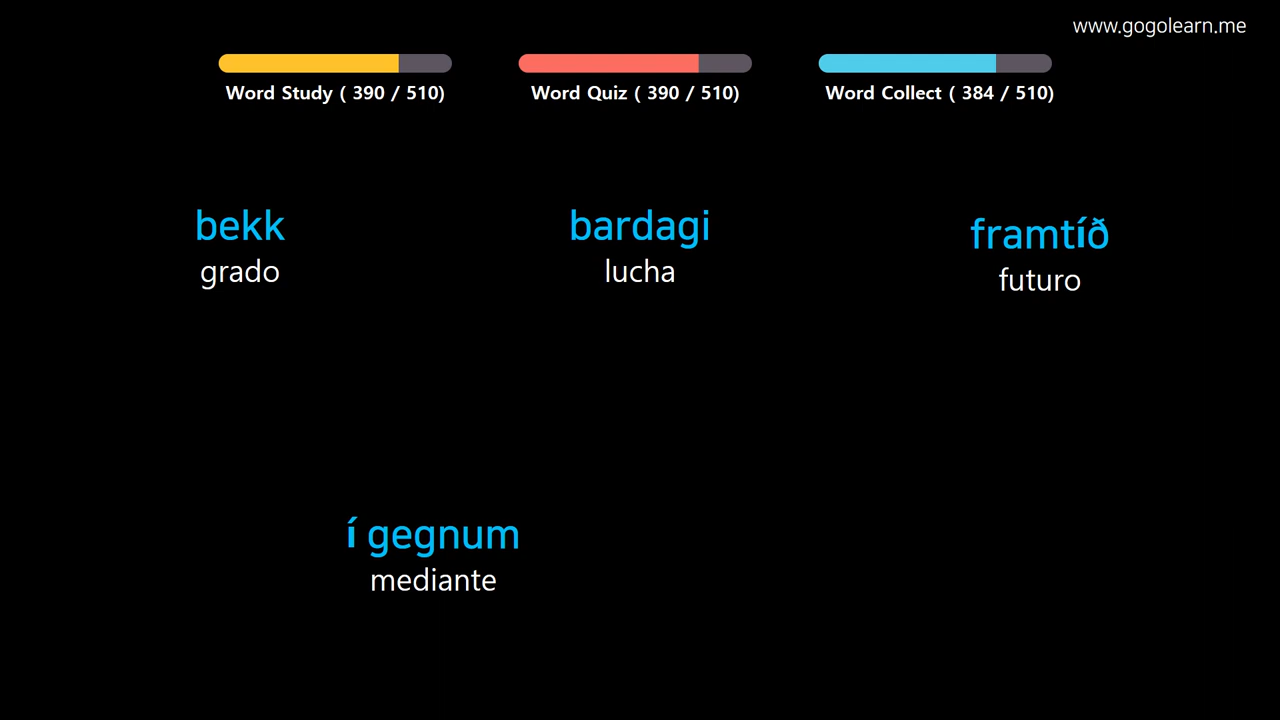 www.gogolearn.me
Word Study ( 390 / 510)
Word Quiz ( 390 / 510)
Word Collect ( 384 / 510)
bekk
grado
bardagi
lucha
framtíð
futuro
í gegnum
mediante